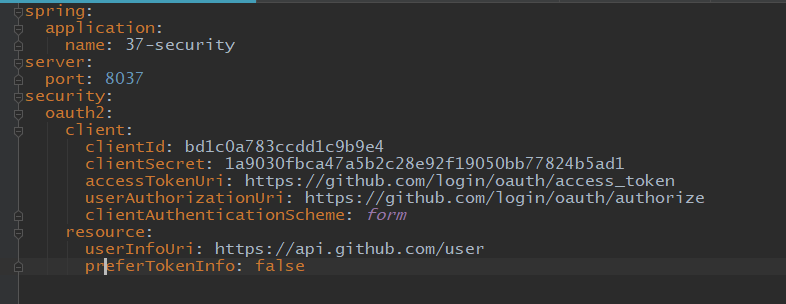 spring:
application:
name: 37-security
server:
port: 8037
security:
oauth2:
client:
clientId: bd1c0a783ccdd1c9b9e4
clientSecret: 1a9030fbca47a5b2c28e92f19050bb77824b5ad1
accessTokenUri: https://github.com/login/oauth/access_token
userAuthorizationUri: https://github.com/login/oauth/authorize
clientAuthenticationScheme: form
resource:
userInfoUri: https://api.github.com/user
preferTokenInfo: false